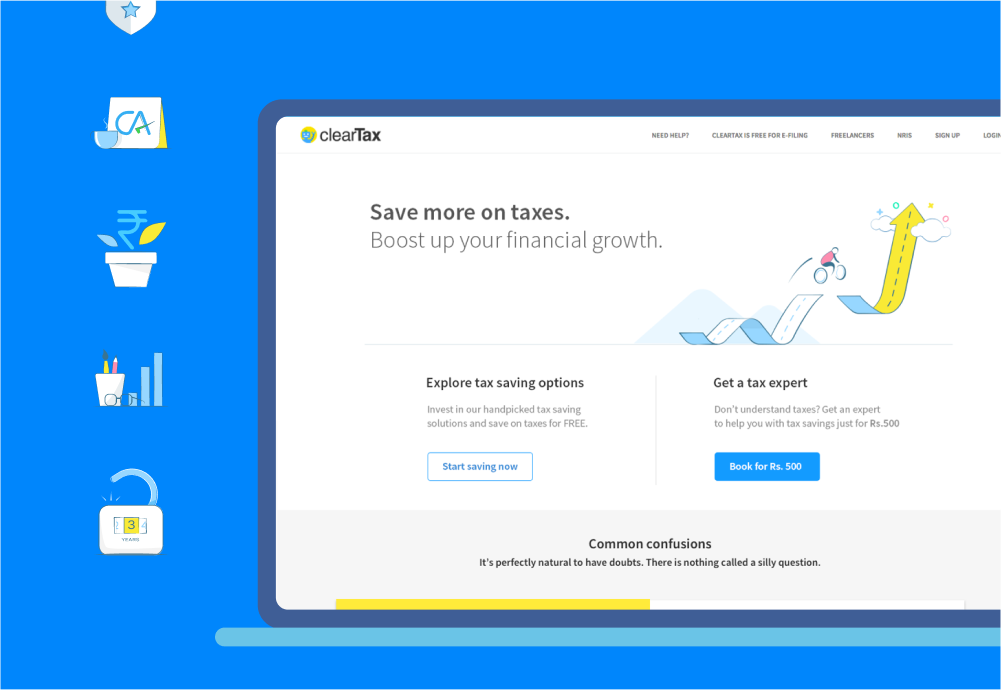 CA
₹
3
YEARS
clearTax
NEED HELP? CLEARTAX IS FREE FOR E-FILING FREELANCERS NRIS SIGN UP LOGIN
Save more on taxes.
Boost up your financial growth.
Explore tax saving options
Invest in our handpicked tax saving
solutions and save on taxes for FREE.
Start saving now
Get a tax expert
Don't understand taxes? Get an expert
to help you with tax savings just for Rs.500
Book for Rs. 500
Common confusions
It's perfectly natural to have doubts. There is nothing called a silly question.